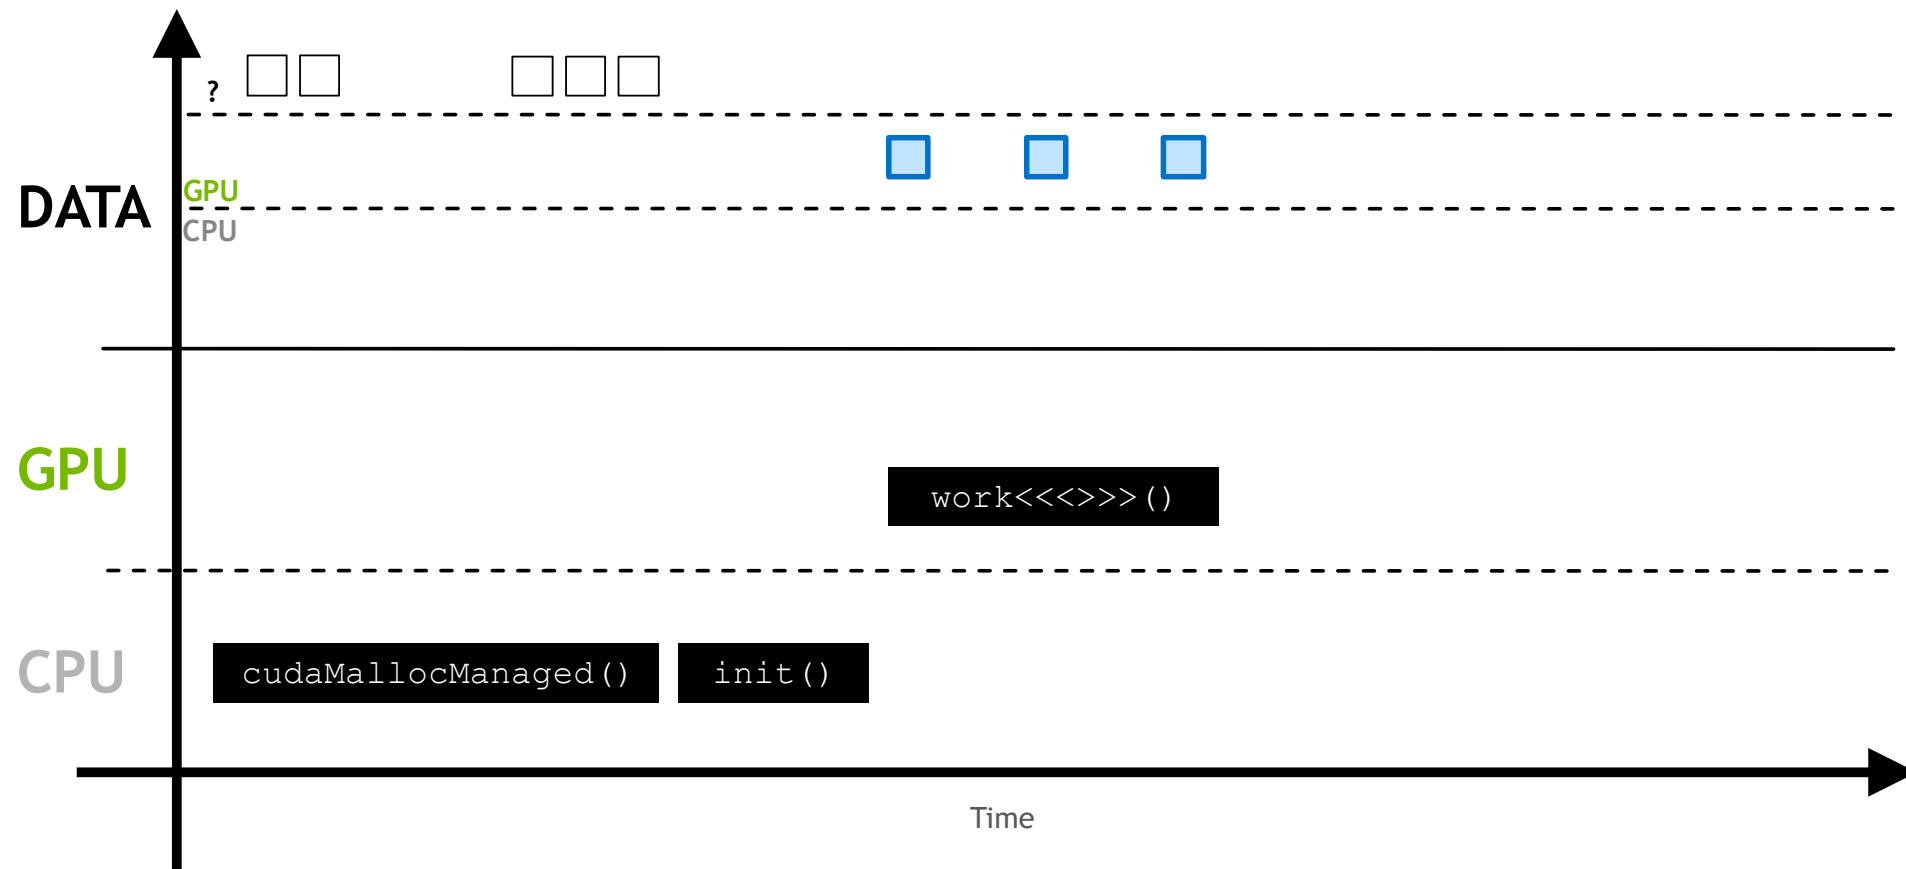 ?
DATA
GPU
CPU
GPU
work<<<>>>()
CPU
cudaMallocManaged()
init()
Time